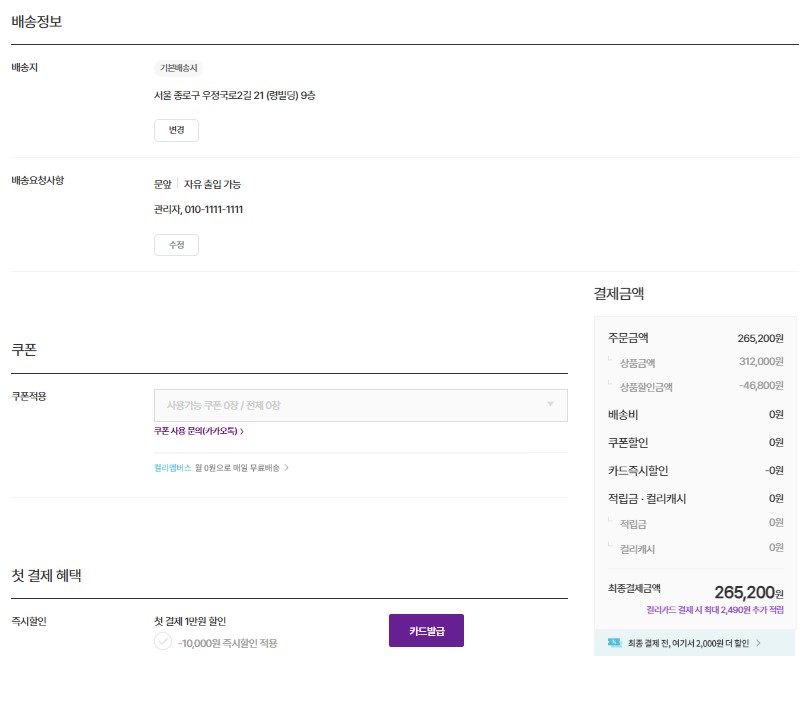 배송정보
배송지
기본배송지
서울 종로구 우정국로2길 21 (령빌딩) 9층
변경
배송요청사항
문앞 자유 출입 가능
관리자, 010-1111-1111
수정
쿠폰
쿠폰적용
사용가능 쿠폰 0장 / 전체 0장
쿠폰 사용 문의(카카오톡) >
컬리멤버스 월 0원으로 매일 무료배송 >
첫 결제 혜택
즉시할인
첫 결제 1만원 할인
-10,000원 즉시할인 적용
카드발급
결제금액
주문금액 265,200원
상품금액 312,000원
상품할인금액 -46,800원
배송비 0원
쿠폰할인 0원
카드즉시할인 -0원
적립금 · 컬리캐시 0원
적립금 0원
컬리캐시 0원
최종결제금액 265,200원
컬리카드 결제 시 최대 2,490원 추가 적립
최종 결제 전, 여기서 2,000원 더 할인 >